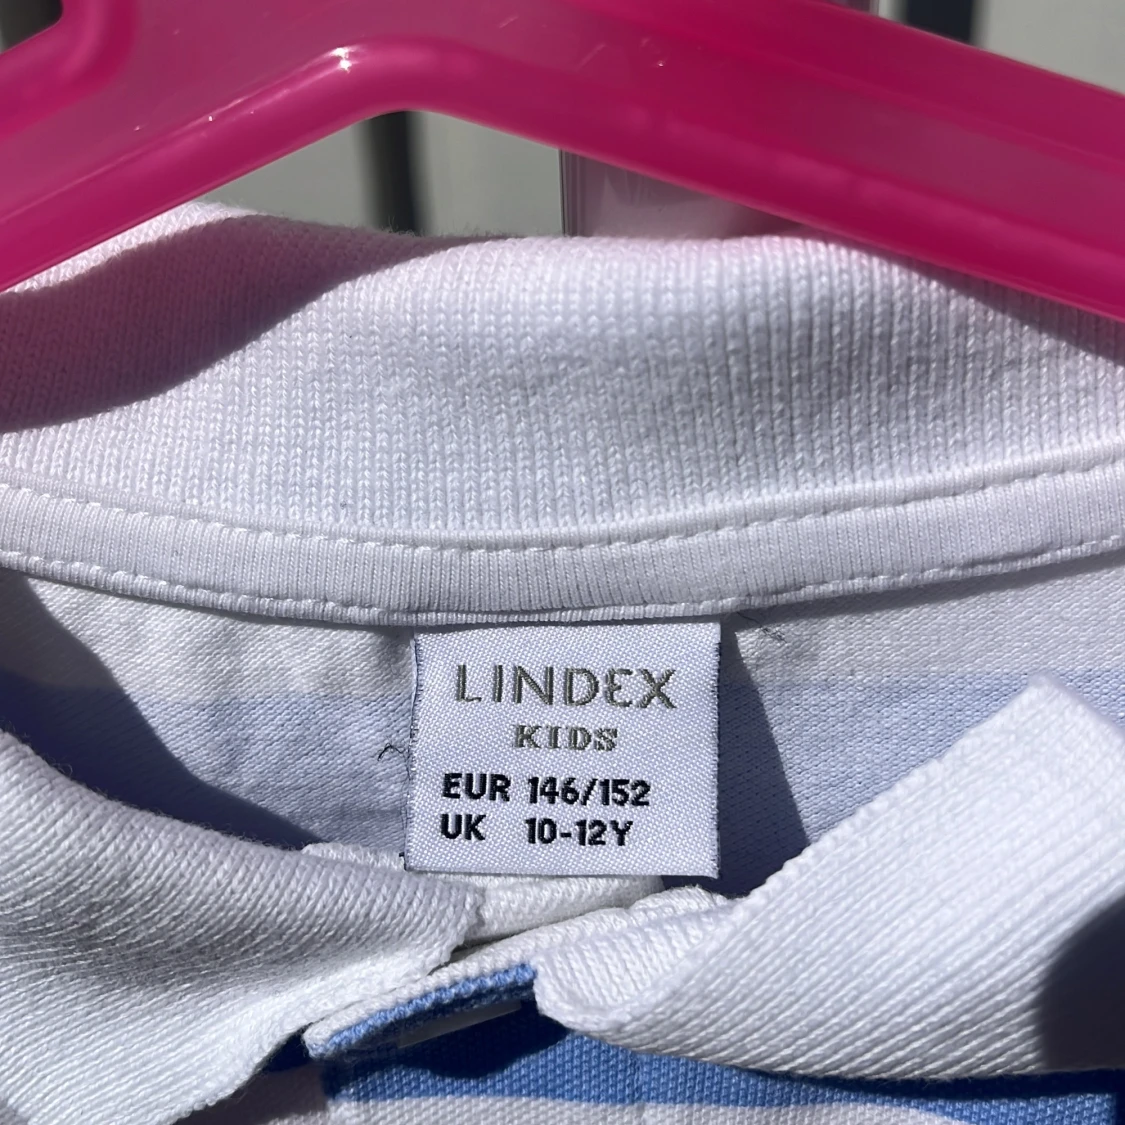 LINDEX
KIDS
EUR 146/152
UK 10-12Y